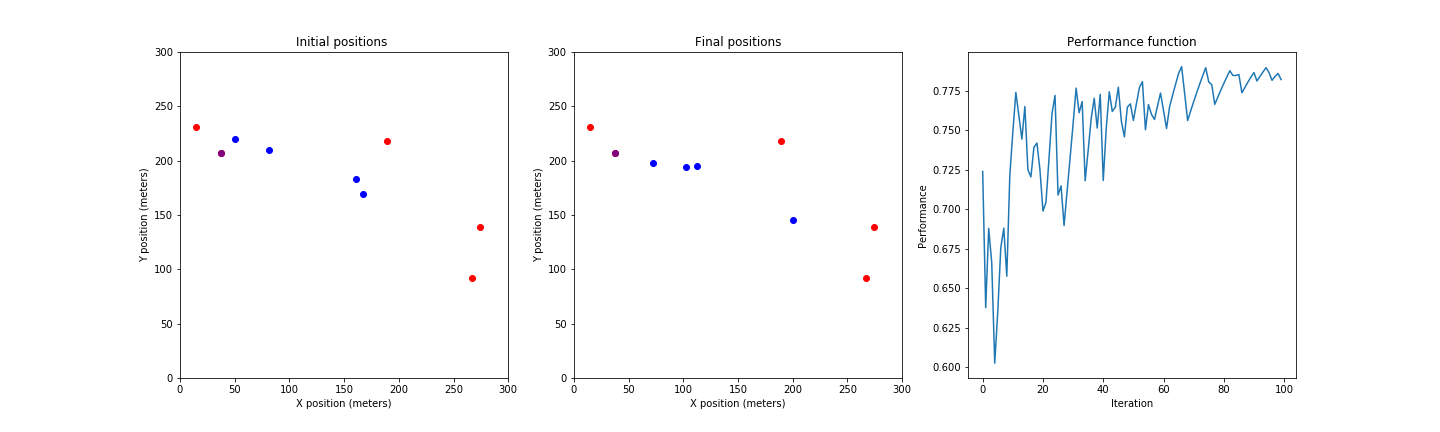 Initial positions
300
250
200
150
100
50
0
Y position (meters)
0 50 100 150 200 250 300
X position (meters)
Final positions
300
250
200
150
100
50
0
Y position (meters)
0 50 100 150 200 250 300
X position (meters)
Performance function
0.775
0.750
0.725
0.700
0.675
0.650
0.625
0.600
Performance
0 20 40 60 80 100
Iteration